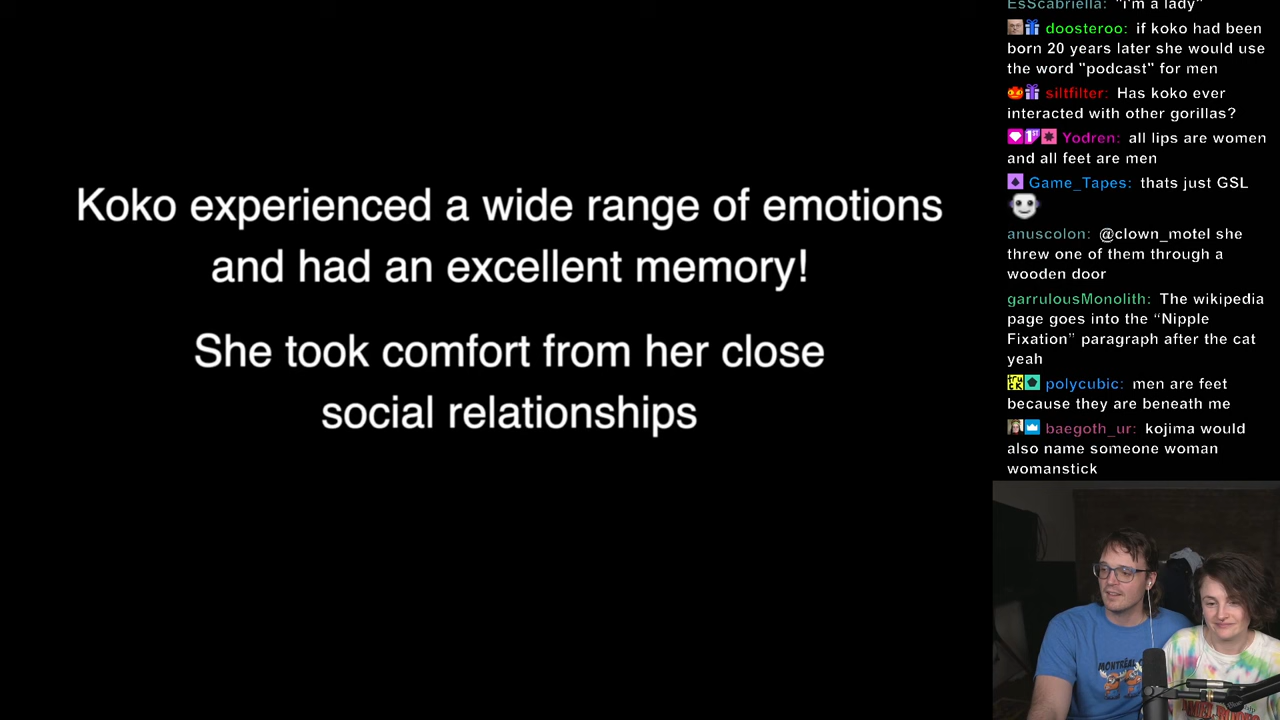 Koko experienced a wide range of emotions
and had an excellent memory!
She took comfort from her close
social relationships
EsScabriella: "i'm a lady"
doosteroo: if koko had been
born 20 years later she would use
the word "podcast" for men
siltfilter: Has koko ever
interacted with other gorillas?
Yodren: all lips are women
and all feet are men
Game_Tapes: thats just GSL
anuscolon: @clown_motel she
threw one of them through a
wooden door
garrulousMonolith: The wikipedia
page goes into the “Nipple
Fixation” paragraph after the cat
yeah
polycubic: men are feet
because they are beneath me
baegoth_ur: kojima would
also name someone woman
womanstick
MONTRÉAL